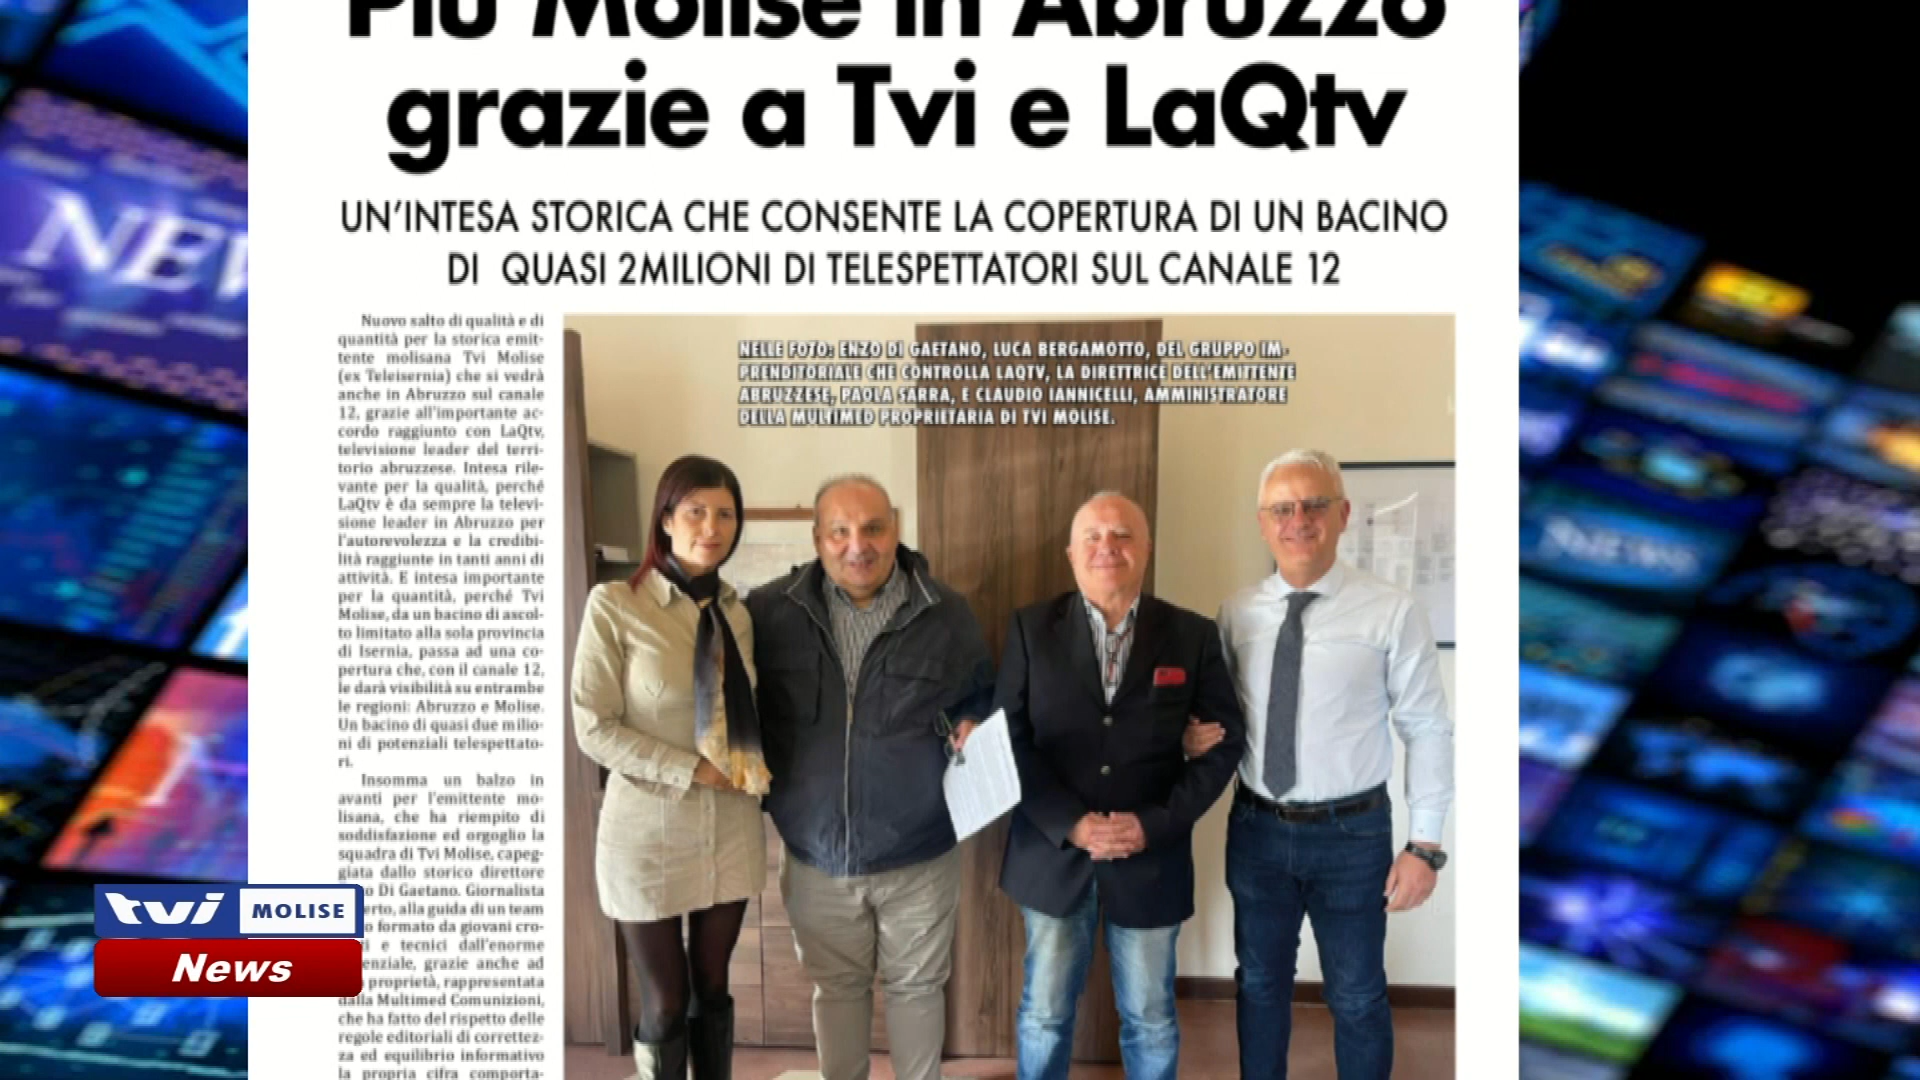 Più Molise in Abruzzo
grazie a Tvi e LaQtv
UN'INTESA STORICA CHE CONSENTE LA COPERTURA DI UN BACINO
DI QUASI 2MILIONI DI TELESPETTATORI SUL CANALE 12
Nuovo salto di qualità e di
quantità per la storica emit-
tente molisana Tvi Molise
(ex Teleisernia) che si vedrà
anche in Abruzzo sul canale
12, grazie all'importante ac-
cordo raggiunto con LaQtv,
televisione leader del terri-
torio abruzzese. Intesa rile-
vante per la qualità, perché
LaQtv è da sempre la televi-
sione leader in Abruzzo per
l'autorevolezza e la credibi-
lità raggiunte in tanti anni di
attività. E intesa importante
per la quantità, perché Tvi
Molise, da un bacino di ascol-
to limitato alla sola provincia
di Isernia, passa ad una co-
pertura che, con il canale 12,
le darà visibilità su entrambe
le regioni: Abruzzo e Molise.
Un bacino di quasi due milio-
ni di potenziali telespettato-
ri.
Insomma un balzo in
avanti per l'emittente mo-
lisana, che ha riempito di
soddisfazione ed orgoglio la
squadra di Tvi Molise, capeg-
giata dallo storico direttore
Di Gaetano. Giornalista
erto, alla guida di un team
formato da giovani cro-
e tecnici dall'enorme
enziale, grazie anche ad
proprietà, rappresentata
dalla Multimed Comunizioni,
che ha fatto del rispetto delle
regole editoriali di correttez-
za ed equilibrio informativo
la propria cifra comporta-
NELLE FOTO: ENZO DI GAETANO, LUCA BERGAMOTTO, DEL GRUPPO IM-
PRENDITORIALE CHE CONTROLLA LAQTV, LA DIRETTRICE DELL'EMITTENTE
ABRUZZESE, PAOLA SARRA, E CLAUDIO IANNICELLI, AMMINISTRATORE
DELLA MULTIMED PROPRIETARIA DI TVI MOLISE.
tvi MOLISE
News
NEWS